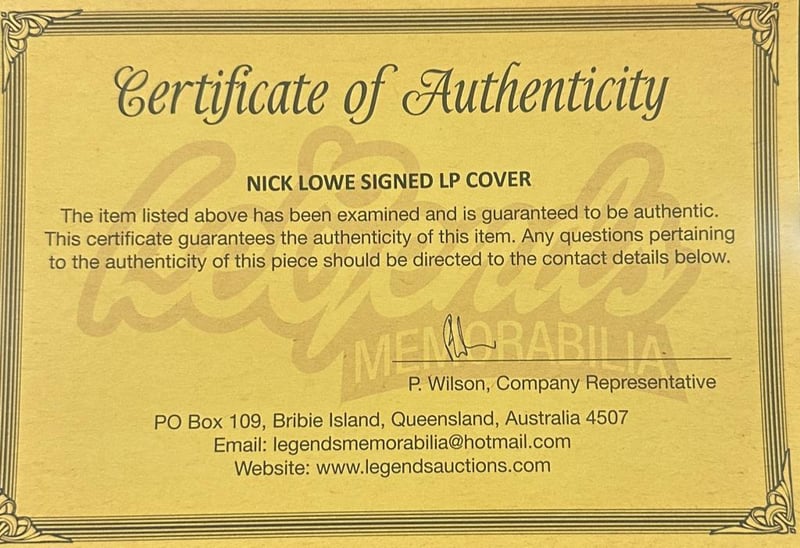 Certificate of Authenticity
Legends
MEMORABILIA
NICK LOWE SIGNED LP COVER
The item listed above has been examined and is guaranteed to be authentic.
This certificate guarantees the authenticity of this item. Any questions pertaining
to the authenticity of this piece should be directed to the contact details below.
P. Wilson, Company Representative
PO Box 109, Bribie Island, Queensland, Australia 4507
Email: legendsmemorabilia@hotmail.com
Website: www.legendsauctions.com